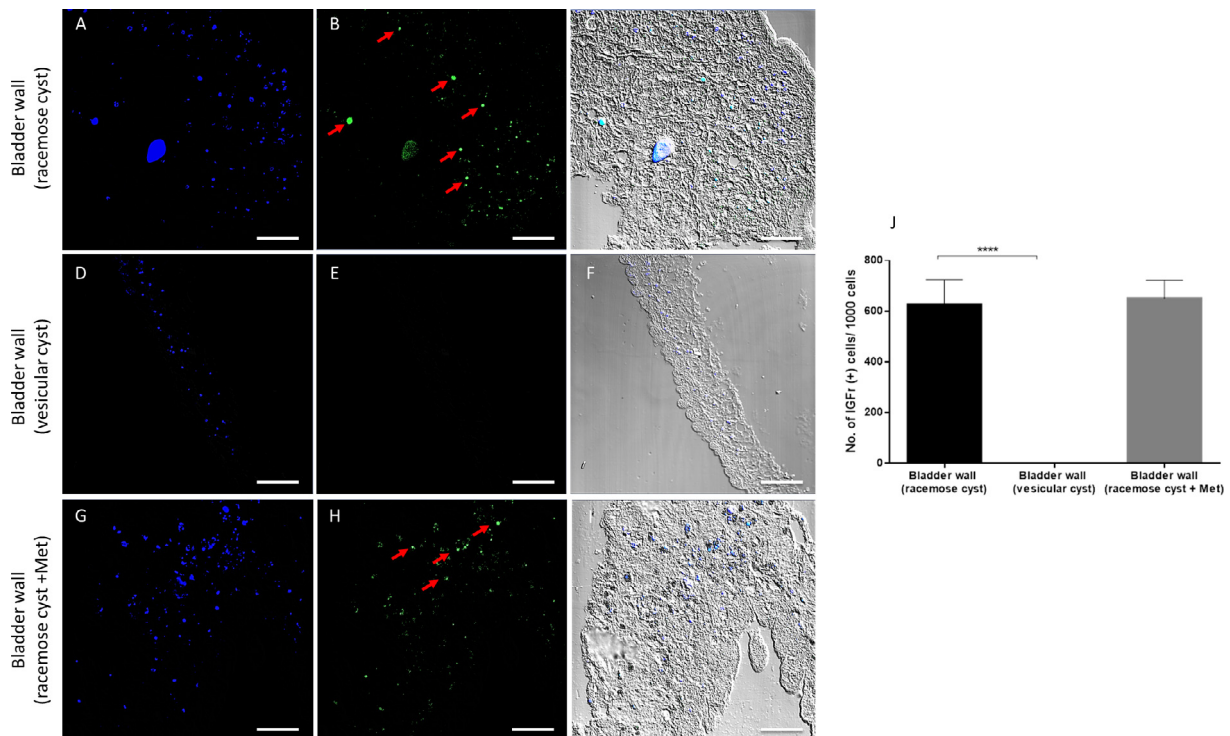 A
B
Bladder wall
(racemose cyst)
D
E
F
Bladder wall
(vesicular cyst)
G
H
I
Bladder wall
(racemose cyst +Met)
J
****
No. of IGFr (+) cells/ 1000 cells
800
600
400
200
0
Bladder wall
(racemose cyst)
Bladder wall
(vesicular cyst)
Bladder wall
(racemose cyst + Met)